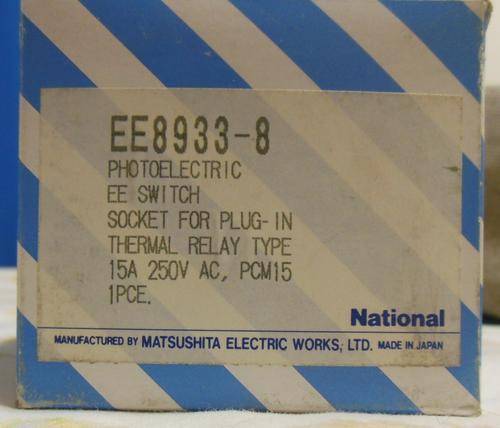 EE8933-8
PHOTOELECTRIC
EE SWITCH
SOCKET FOR PLUG-IN
THERMAL RELAY TYPE
15A 250V AC, PCM15
1PCE.
National
MANUFACTURED BY MATSUSHITA ELECTRIC WORKS, LTD. MADE IN JAPAN